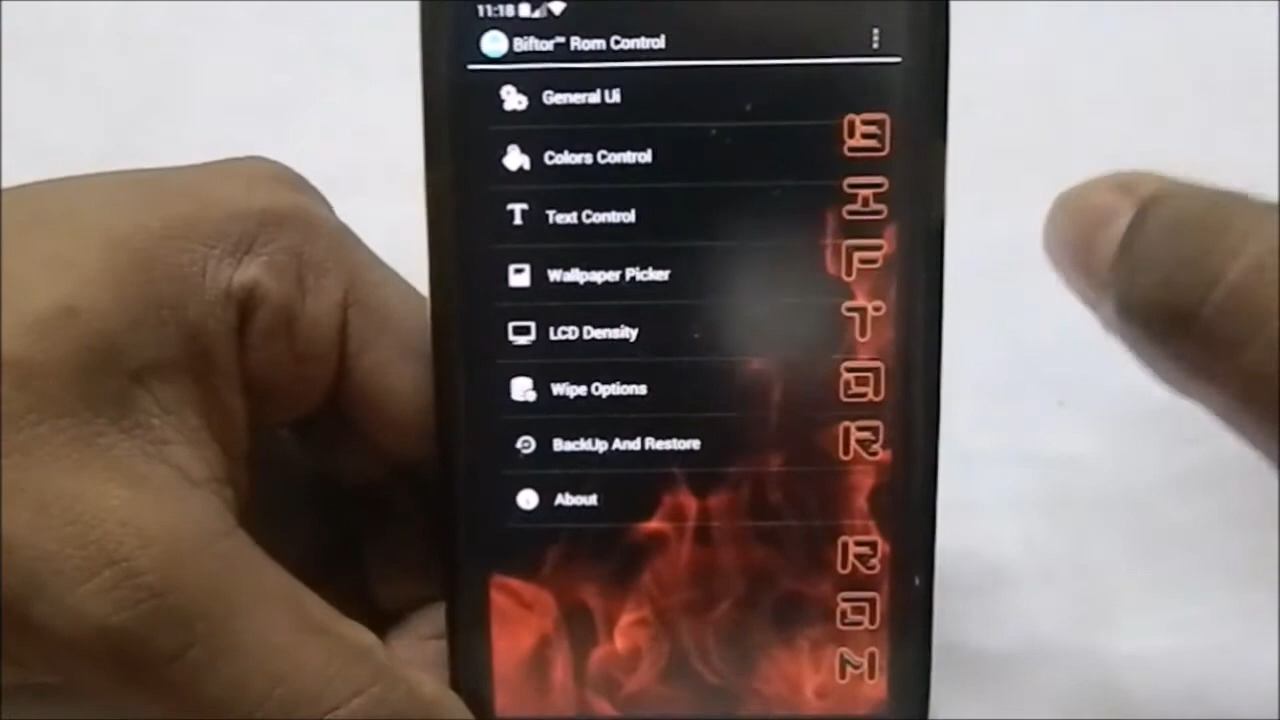 11:18
Biftor™ Rom Control
General Ui
Colors Control
Text Control
Wallpaper Picker
LCD Density
Wipe Options
BackUp And Restore
About
BIFTOR
ROM